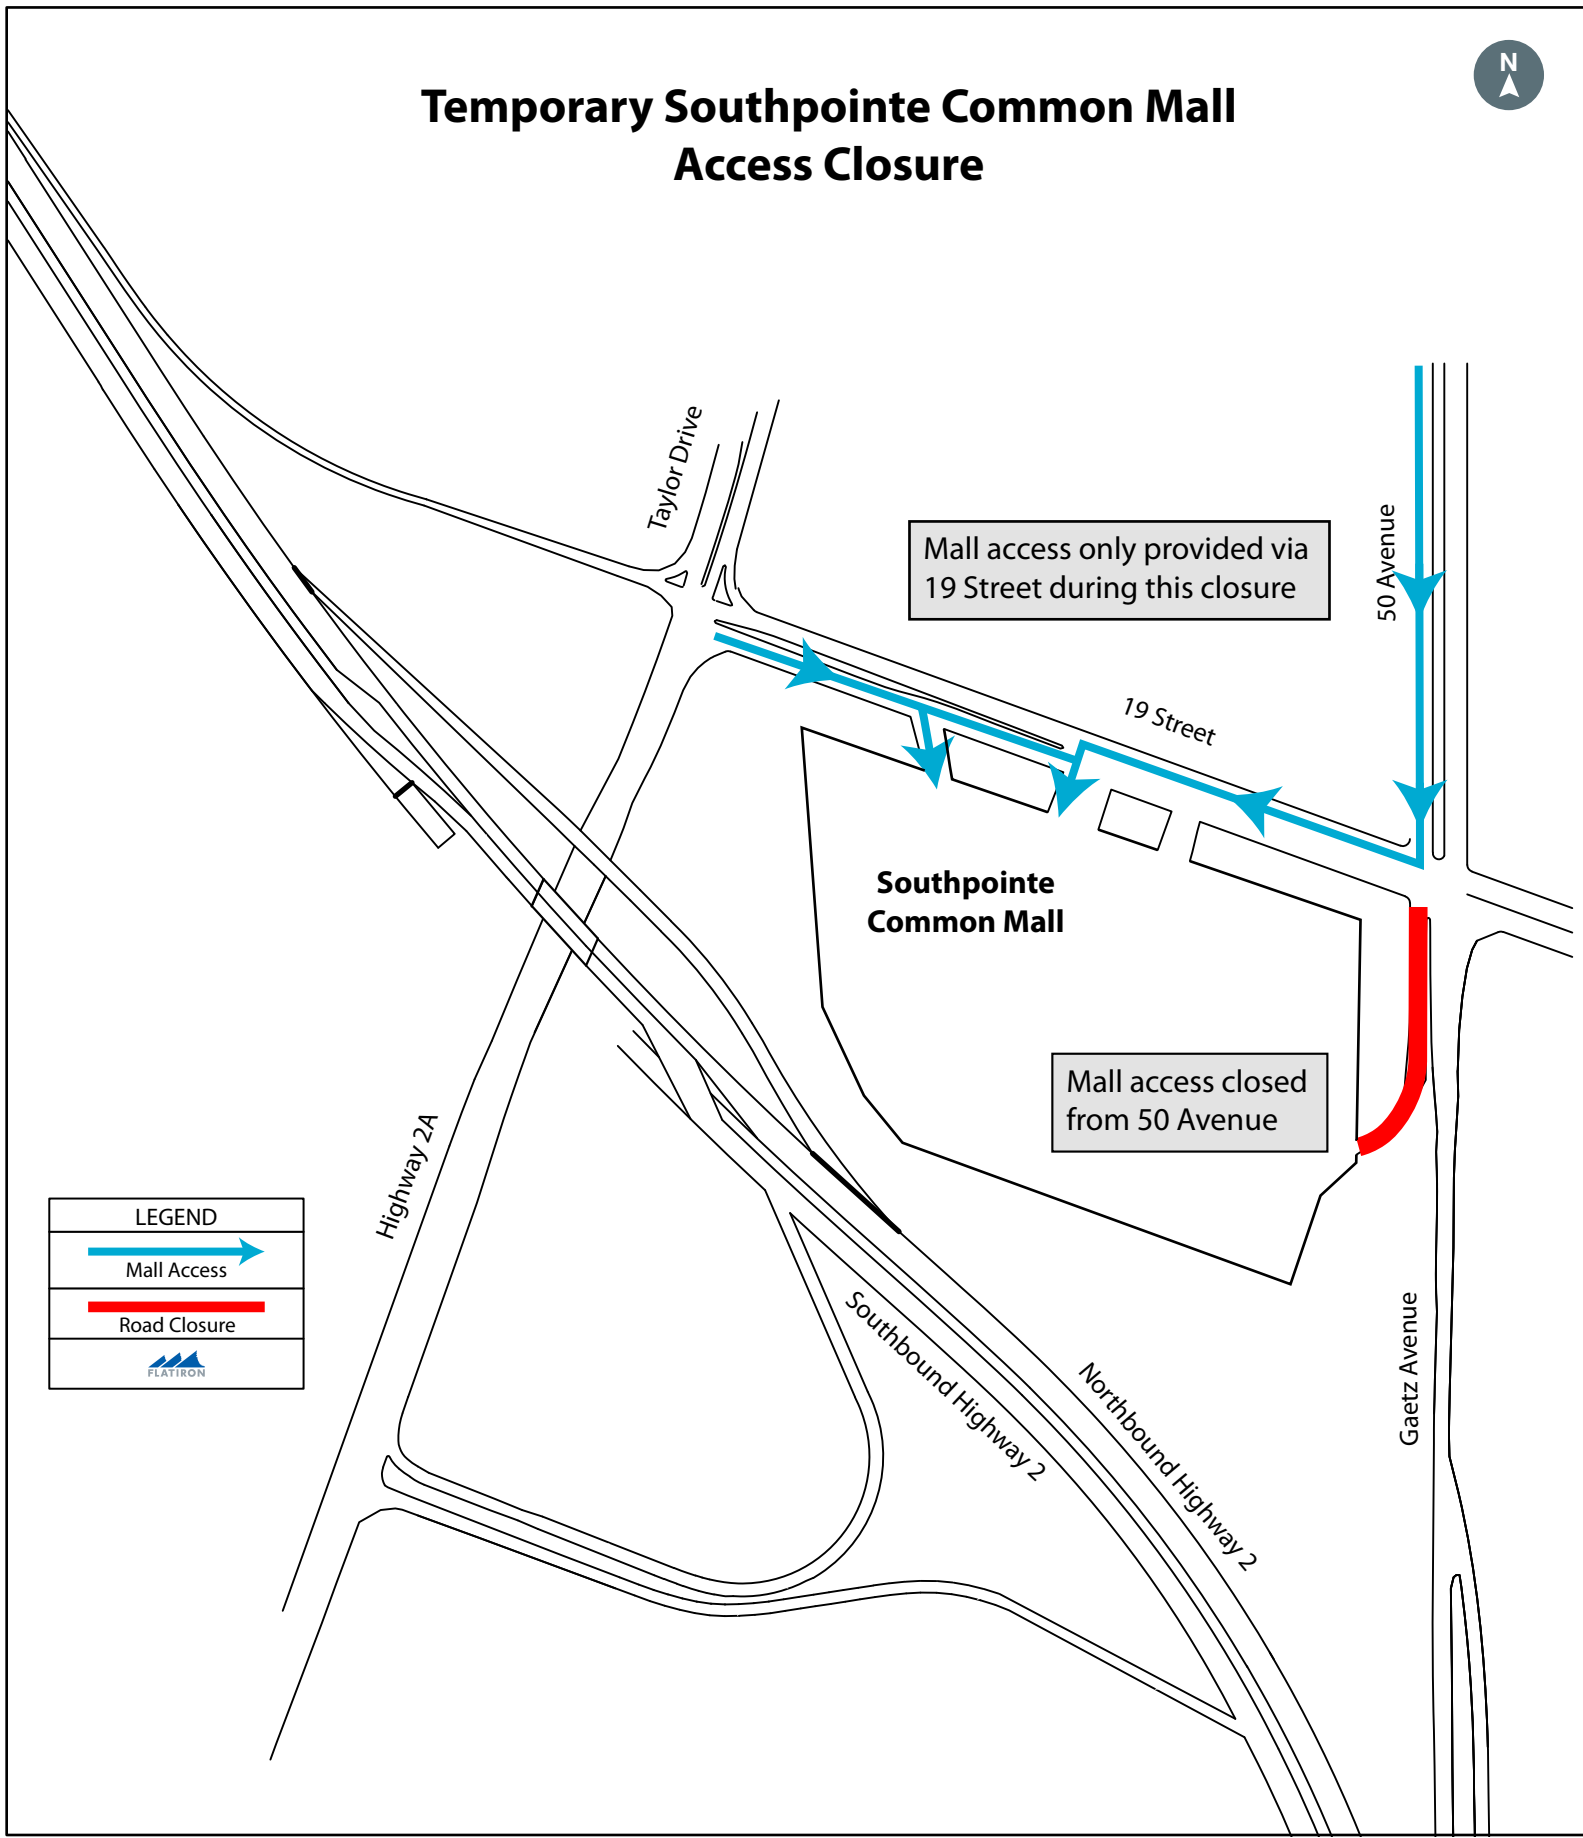 N
Temporary Southpointe Common Mall
Access Closure
Taylor Drive
Mall access only provided via
19 Street during this closure
50 Avenue
19 Street
Southpointe
Common Mall
Mall access closed
from 50 Avenue
Highway 2A
LEGEND
Mall Access
Road Closure
FLATIRON
Southbound Highway 2
Northbound Highway 2
Gaetz Avenue